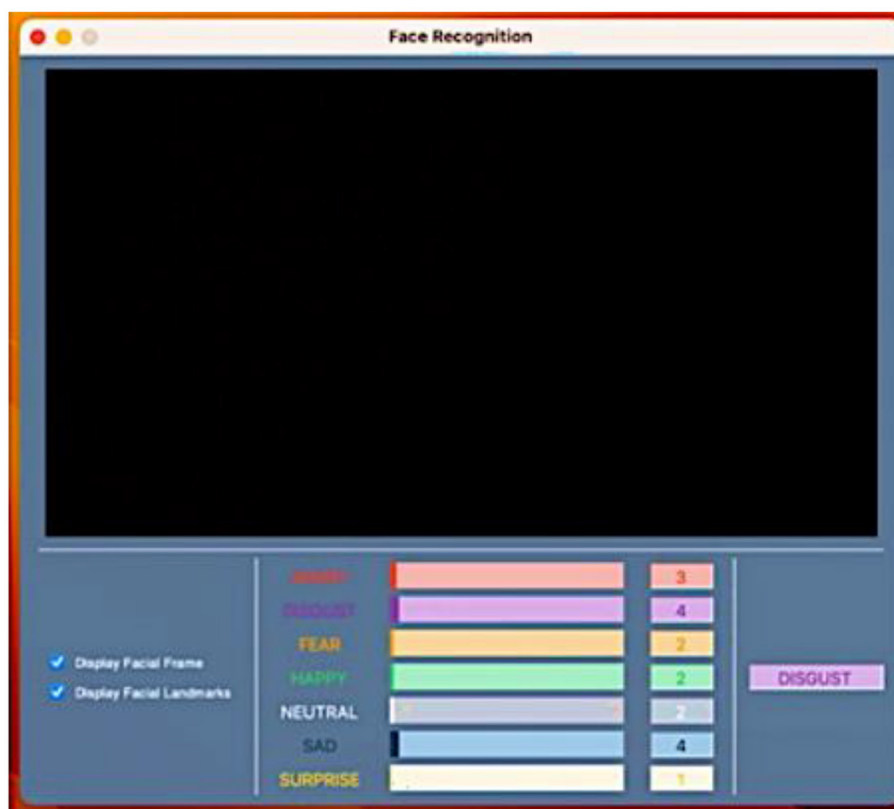 Face Recognition
ANGRY 3
DISGUST 4
FEAR 2
HAPPY 2
NEUTRAL 2
SAD 4
SURPRISE 1
Display Facial Frame
Display Facial Landmarks
DISGUST